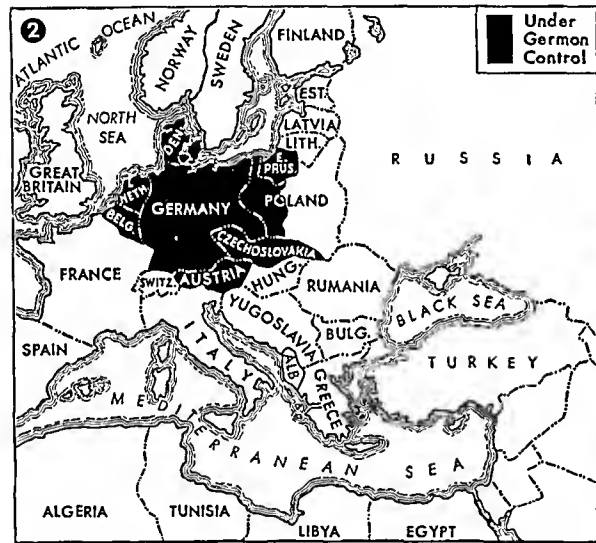 2
Under
Germon
Control
ATLANTIC OCEAN
NORWAY
SWEDEN
FINLAND
NORTH
SEA
EST.
LATVIA
LITH.
DEN.
GREAT
BRITAIN
RUSSIA
E.
PRUS.
NETH.
BELG.
GERMANY
POLAND
CZECHOSLOVAKIA
FRANCE
SWITZ.
AUSTRIA
HUNG.
RUMANIA
BLACK SEA
YUGOSLAVIA
BULG.
ITALY
SPAIN
ALB.
GREECE
TURKEY
MEDITERRANEAN SEA
ALGERIA
TUNISIA
LIBYA
EGYPT